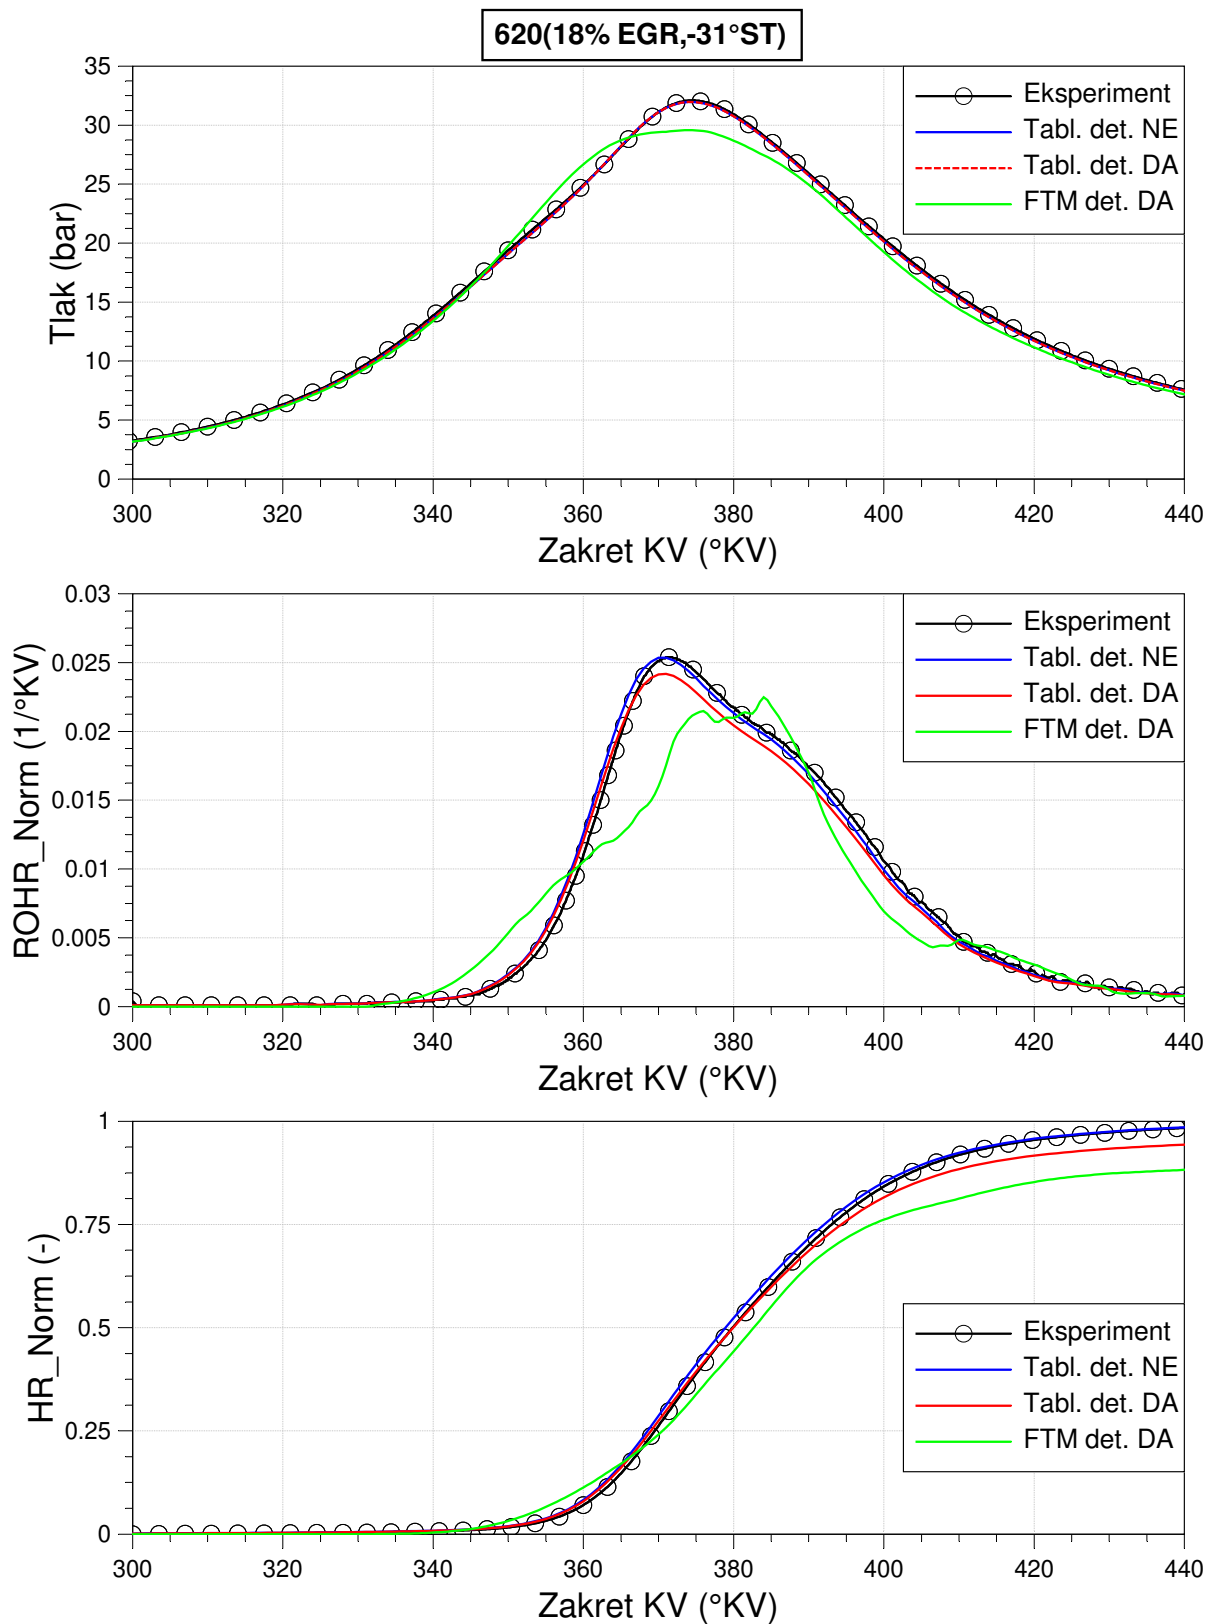 620(18% EGR,-31°ST)
35
30
25
20
15
10
5
0
Tlak (bar)
300
320
340
360
380
400
420
440
Zakret KV (°KV)
Eksperiment
Tabl. det. NE
Tabl. det. DA
FTM det. DA
0.03
0.025
0.02
0.015
0.01
0.005
0
ROHR_Norm (1/°KV)
300
320
340
360
380
400
420
440
Zakret KV (°KV)
Eksperiment
Tabl. det. NE
Tabl. det. DA
FTM det. DA
1
0.75
0.5
0.25
0
HR_Norm (-)
300
320
340
360
380
400
420
440
Zakret KV (°KV)
Eksperiment
Tabl. det. NE
Tabl. det. DA
FTM det. DA